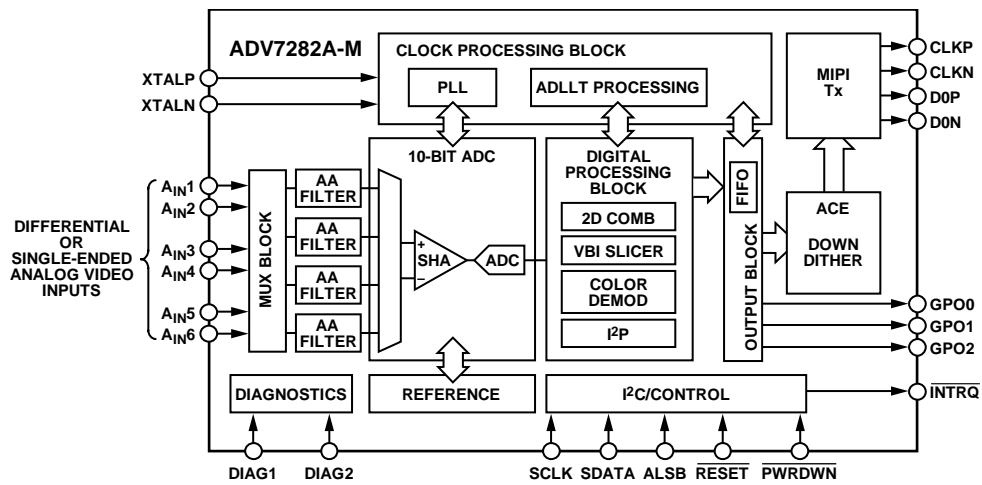 ADV7282A-M
CLOCK PROCESSING BLOCK
PLL
ADLLT PROCESSING
XTALP
XTALN
MIPI
Tx
CLKP
CLKN
D0P
D0N
10-BIT ADC
DIGITAL
PROCESSING
BLOCK
2D COMB
VBI SLICER
COLOR
DEMOD
I2P
FIFO
OUTPUT BLOCK
ACE
DOWN
DITHER
DIFFERENTIAL
OR
SINGLE-ENDED
ANALOG VIDEO
INPUTS
AIN1
AIN2
AIN3
AIN4
AIN5
AIN6
MUX BLOCK
AA
FILTER
AA
FILTER
AA
FILTER
AA
FILTER
+
SHA
–
ADC
GPO0
GPO1
GPO2
DIAGNOSTICS
REFERENCE
I2C/CONTROL
INTRQ
DIAG1
DIAG2
SCLK
SDATA
ALSB
RESET
PWRDWN